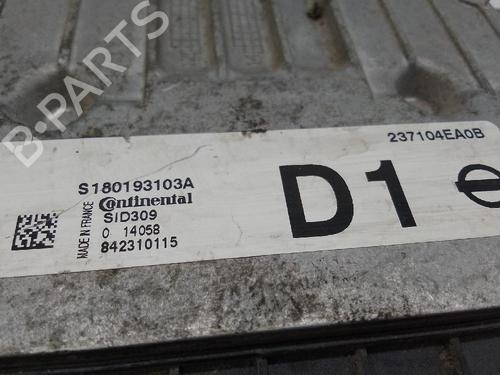 B-PARTS
237104EA0B
S180193103A
Continental
SID309
0 14058
842310115
MADE IN FRANCE
D1